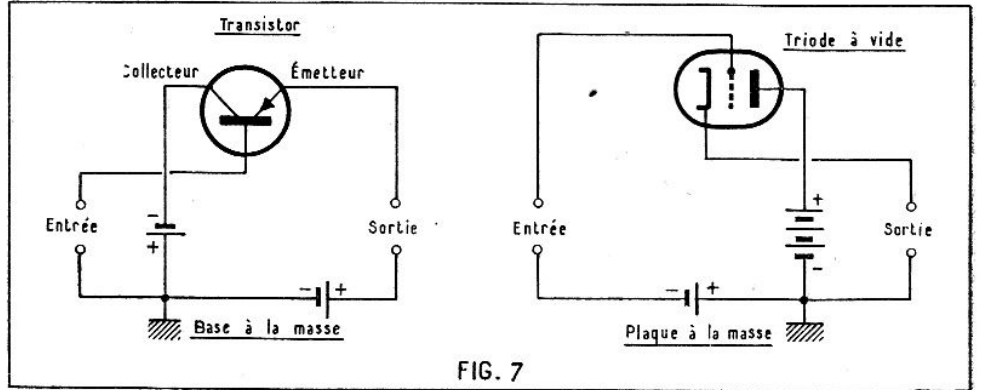 Transistor
Collecteur
Émetteur
Entrée
-
+
Sortie
- +
Base à la masse
Triode à vide
Entrée
+
-
Sortie
- +
Plaque à la masse
FIG. 7